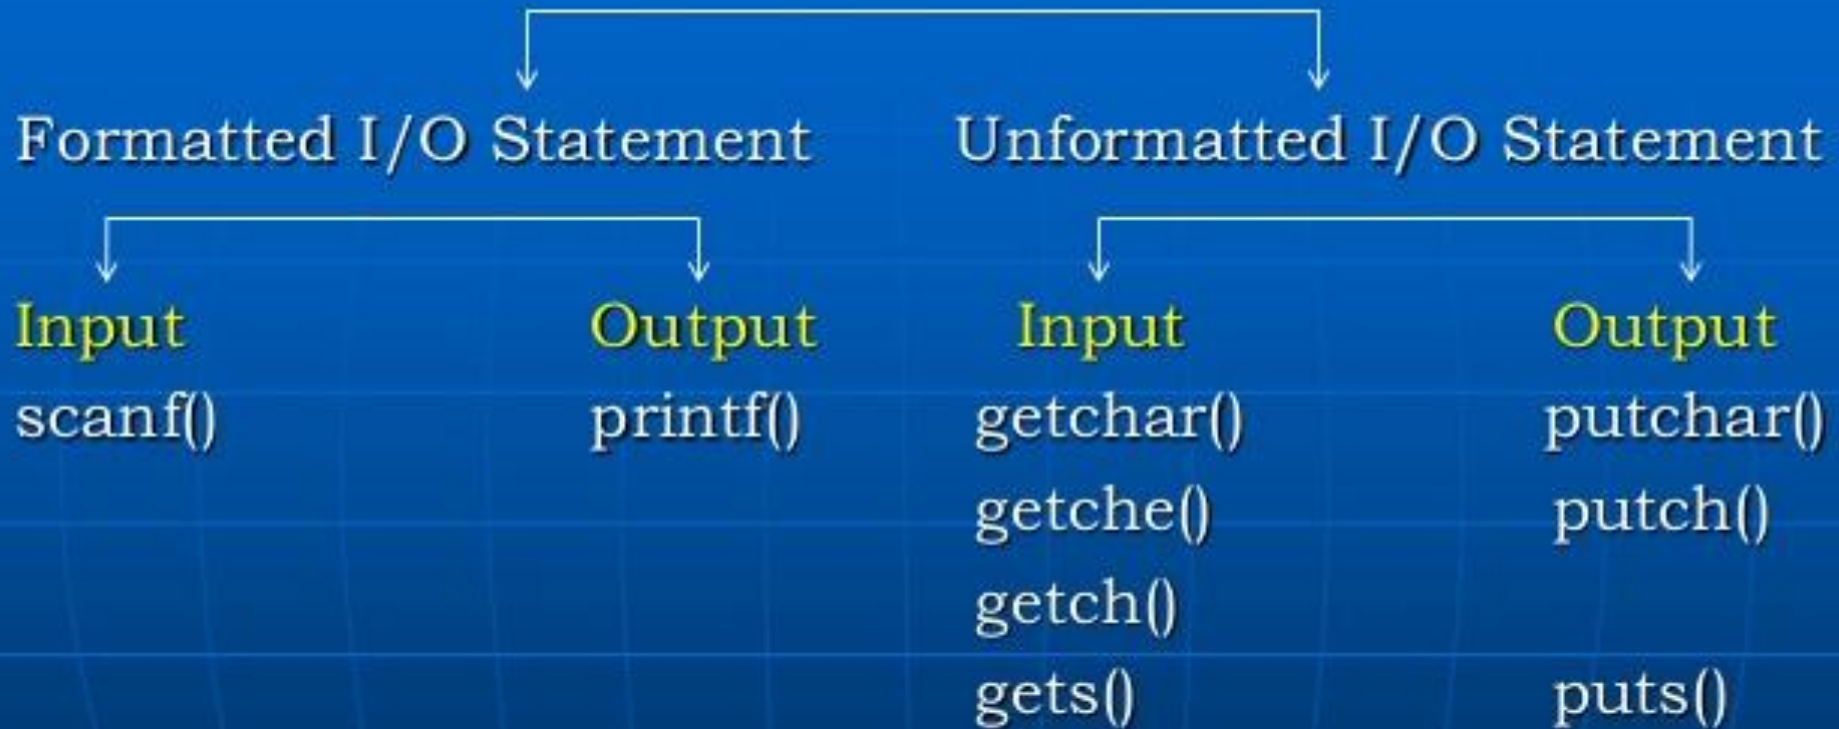 Formatted I/O Statement Unformatted I/O Statement
Input Output Input Output
scanf() printf() getchar() putchar()
getche() putch()
getch()
gets() puts()